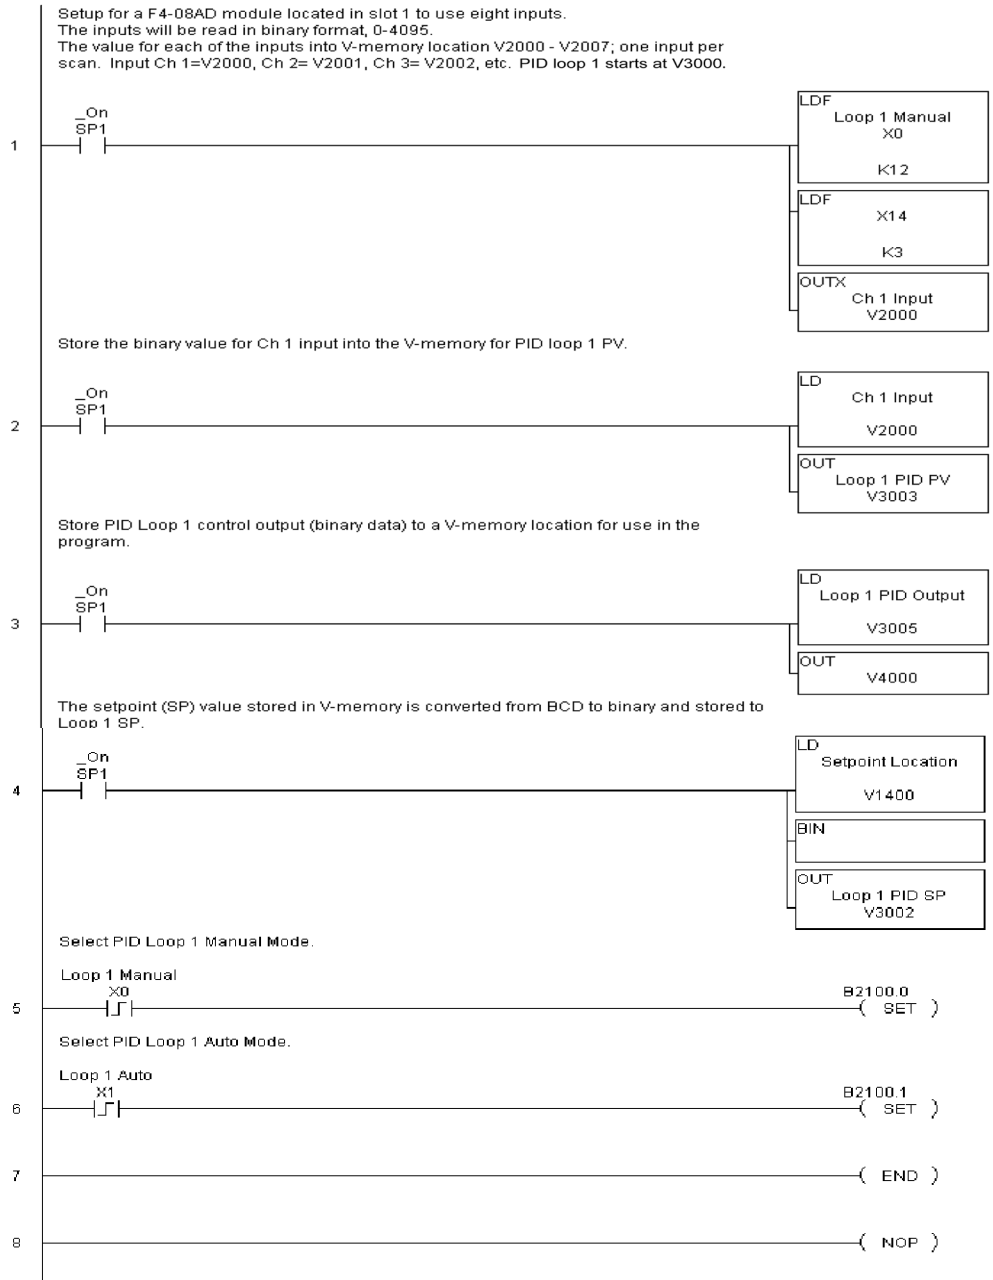 Setup for a F4-08AD module located in slot 1 to use eight inputs.
The inputs will be read in binary format, 0-4095.
The value for each of the inputs into V-memory location V2000 - V2007; one input per
scan. Input Ch 1=V2000, Ch 2= V2001, Ch 3= V2002, etc. PID loop 1 starts at V3000.
_On
SP1
1
LDF
Loop 1 Manual
X0
K12
LDF
X14
K3
OUTX
Ch 1 Input
V2000
Store the binary value for Ch 1 input into the V-memory for PID loop 1 PV.
_On
SP1
2
LD
Ch 1 Input
V2000
OUT
Loop 1 PID PV
V3003
Store PID Loop 1 control output (binary data) to a V-memory location for use in the
program.
_On
SP1
3
LD
Loop 1 PID Output
V3005
OUT
V4000
The setpoint (SP) value stored in V-memory is converted from BCD to binary and stored to
Loop 1 SP.
_On
SP1
4
LD
Setpoint Location
V1400
BIN
OUT
Loop 1 PID SP
V3002
Select PID Loop 1 Manual Mode.
Loop 1 Manual
X0
B2100.0
5
( SET )
Select PID Loop 1 Auto Mode.
Loop 1 Auto
X1
B2100.1
6
( SET )
7
( END )
8
( NOP )